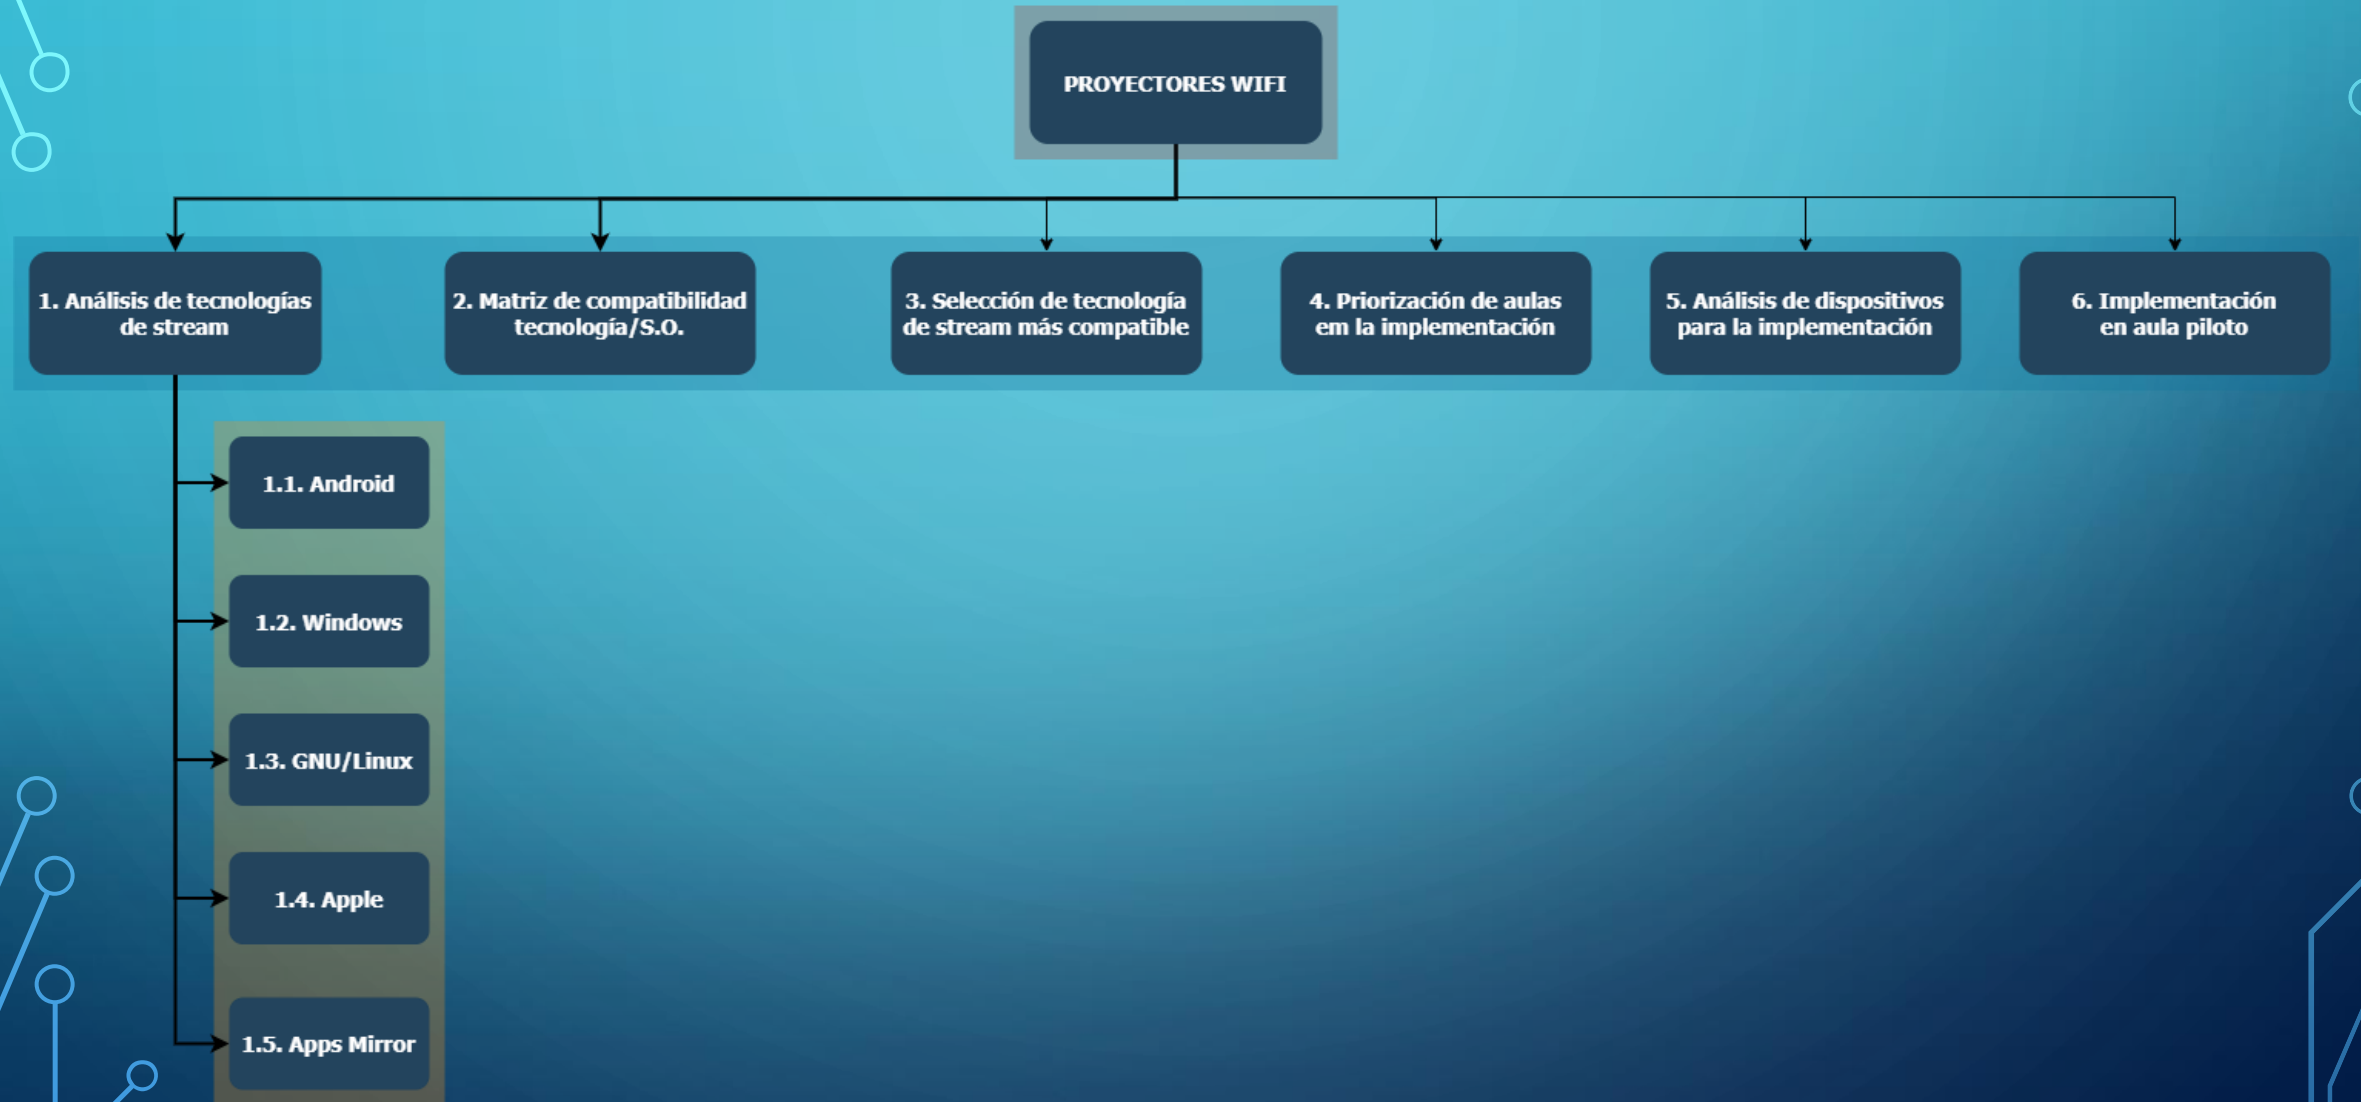 PROYECTORES WIFI
1. Análisis de tecnologías
de stream
2. Matriz de compatibilidad
tecnología/S.O.
3. Selección de tecnología
de stream más compatible
4. Priorización de aulas
em la implementación
5. Análisis de dispositivos
para la implementación
6. Implementación
en aula piloto
1.1. Android
1.2. Windows
1.3. GNU/Linux
1.4. Apple
1.5. Apps Mirror